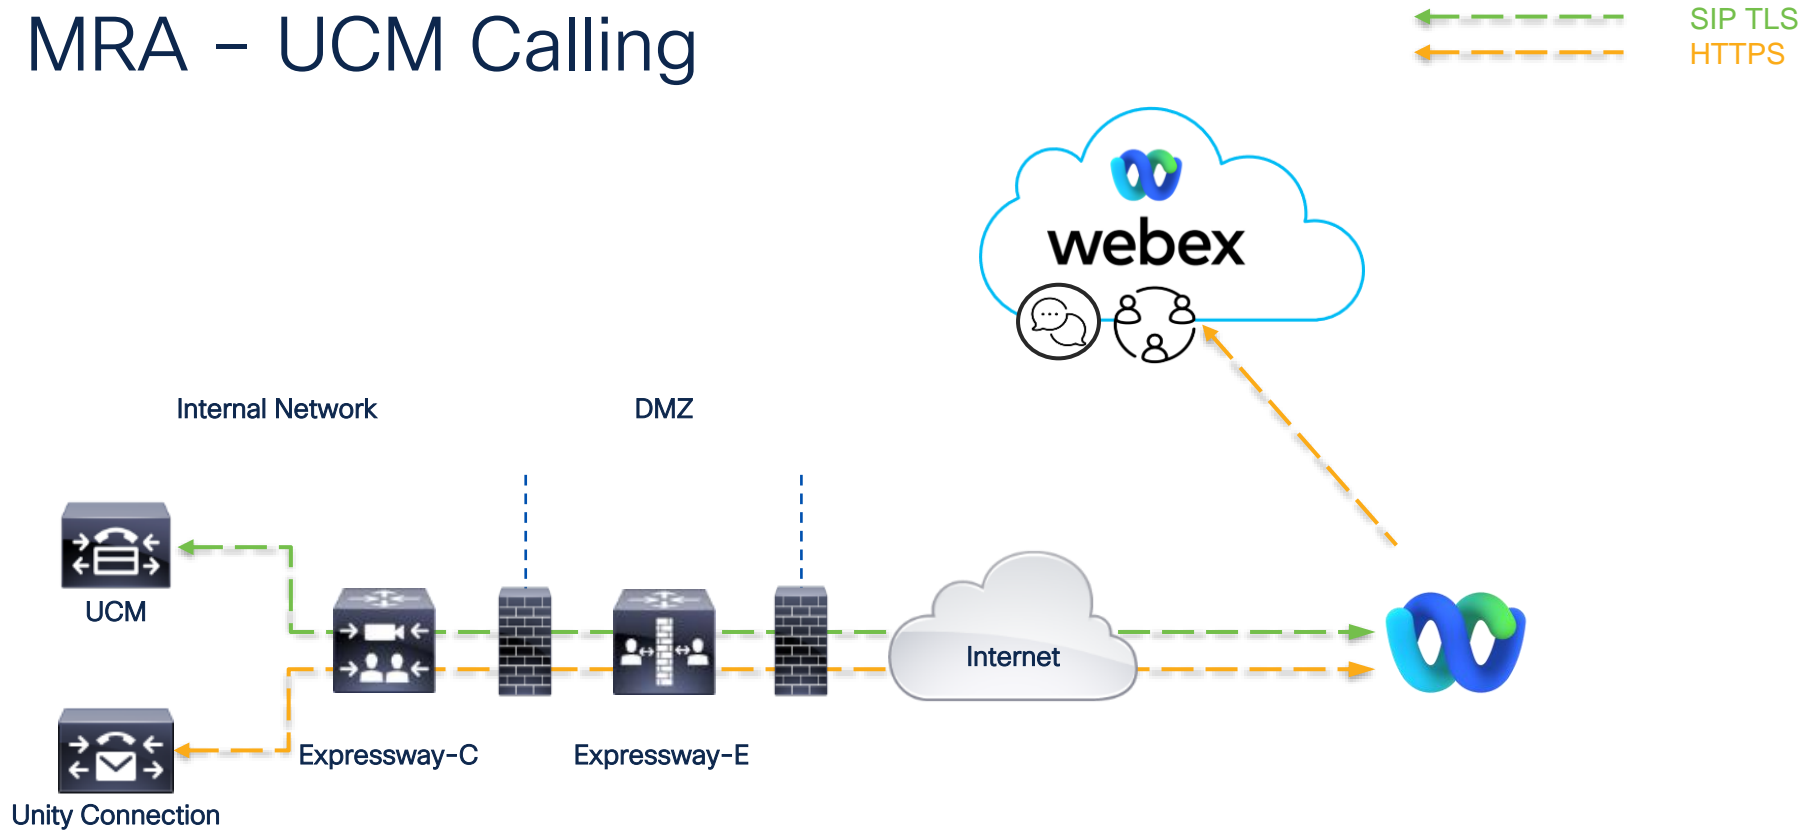 MRA – UCM Calling
SIP TLS
HTTPS
webex
Internal Network
DMZ
UCM
Internet
Expressway-C
Expressway-E
Unity Connection